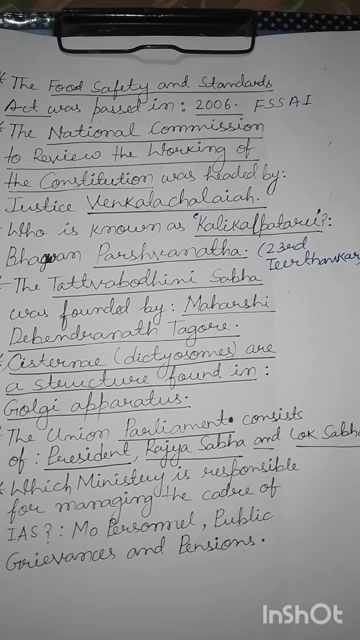 * The Food Safety and Standards
Act was passed in: 2006. FSSAI
* The National Commission
to Review the Working of
the Constitution was headed by:
Justice Venkalachalaiah.
- Who is known as 'Kalikalpataru'?:
Bhagwan Parshvanatha. (23rd
Teerthankar)
- The Tattvabodhini Sabha
was founded by: Maharshi
Debendranath Tagore.
* Cisternae (dictyosomes) are
a structure found in:
Golgi apparatus.
* The Union Parliament consists
of: President, Rajya Sabha and Lok Sabha
* Which Ministry is responsible
for managing the cadre of
IAS?: Mo Personnel, Public
Grievances and Pensions.
InShOt